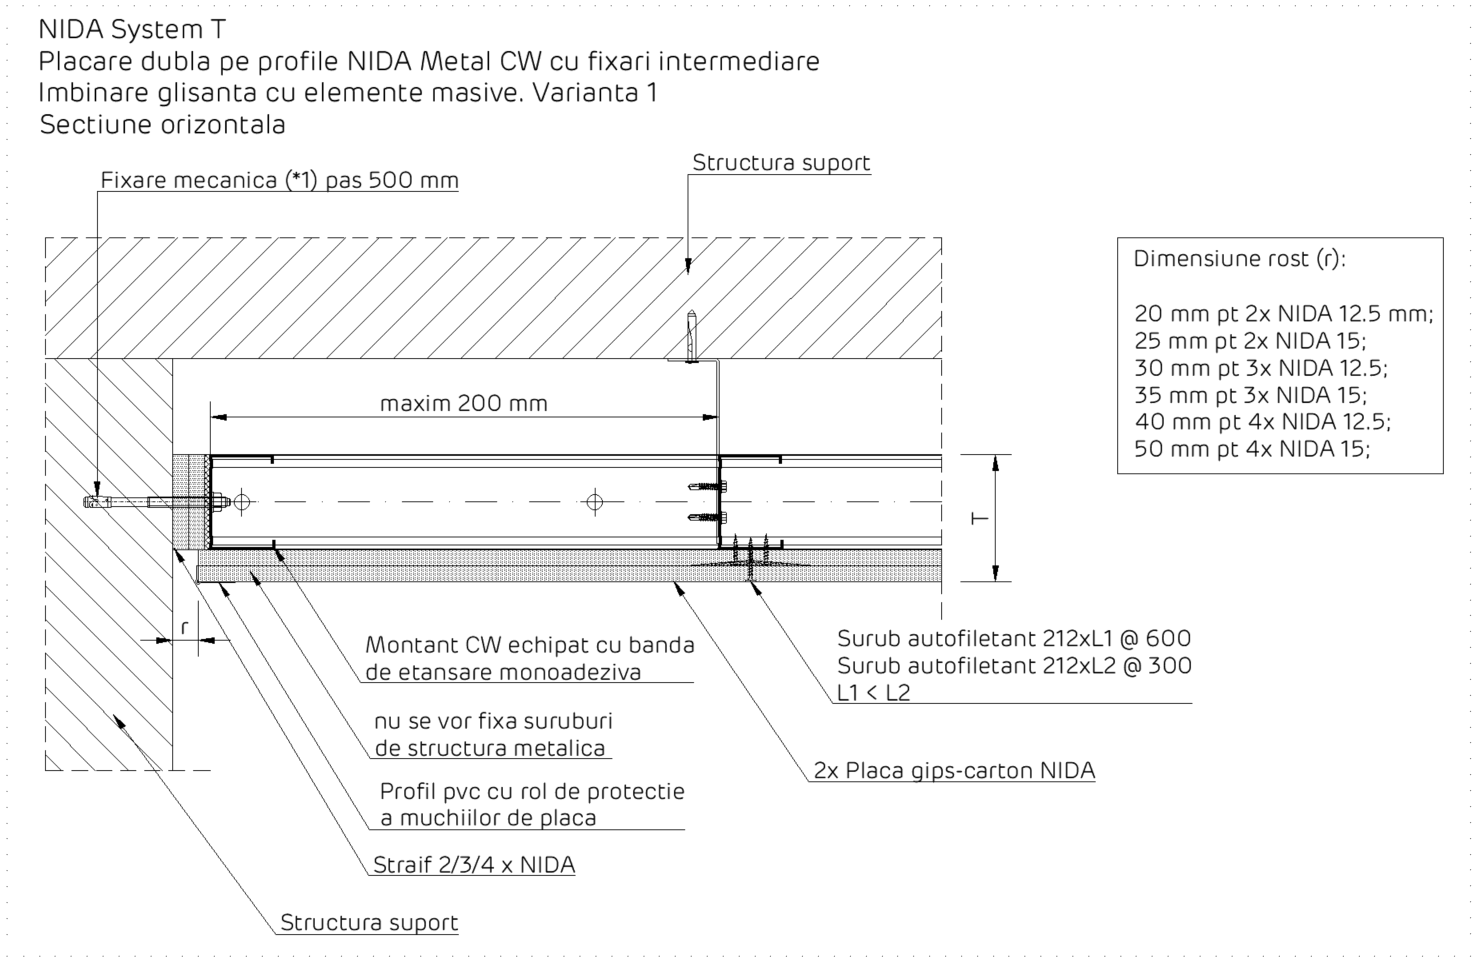 NIDA System T
Placare dubla pe profile NIDA Metal CW cu fixari intermediare
Imbinare glisanta cu elemente masive. Varianta 1
Sectiune orizontala
Structura suport
Fixare mecanica (*1) pas 500 mm
Dimensiune rost (r):
20 mm pt 2x NIDA 12.5 mm;
25 mm pt 2x NIDA 15;
30 mm pt 3x NIDA 12.5;
35 mm pt 3x NIDA 15;
40 mm pt 4x NIDA 12.5;
50 mm pt 4x NIDA 15;
maxim 200 mm
T
r
Montant CW echipat cu banda
de etansare monoadeziva
Surub autofiletant 212xL1 @ 600
Surub autofiletant 212xL2 @ 300
L1 < L2
nu se vor fixa suruburi
de structura metalica
2x Placa gips-carton NIDA
Profil pvc cu rol de protectie
a muchiilor de placa
Straif 2/3/4 x NIDA
Structura suport